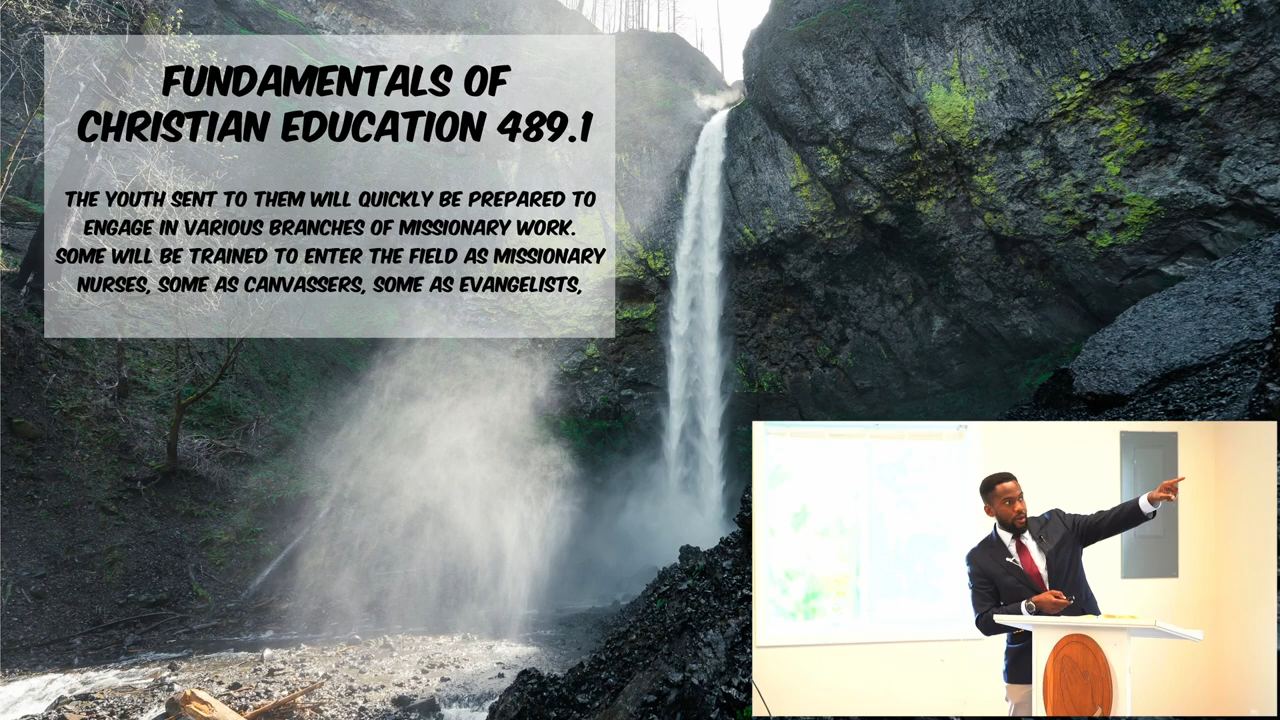 FUNDAMENTALS OF
CHRISTIAN EDUCATION 489.1
THE YOUTH SENT TO THEM WILL QUICKLY BE PREPARED TO
ENGAGE IN VARIOUS BRANCHES OF MISSIONARY WORK.
SOME WILL BE TRAINED TO ENTER THE FIELD AS MISSIONARY
NURSES, SOME AS CANVASSERS, SOME AS EVANGELISTS,